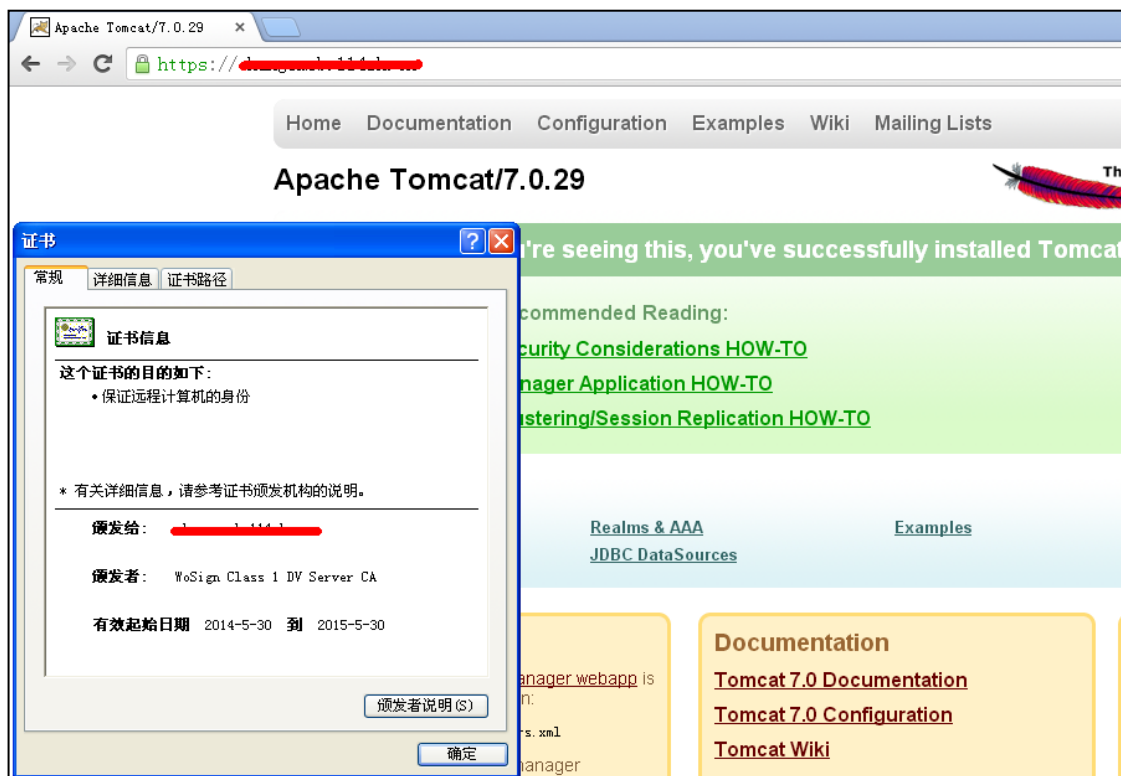 Apache Tomcat/7.0.29
https://
Home Documentation Configuration Examples Wiki Mailing Lists
Apache Tomcat/7.0.29
证书
're seeing this, you've successfully installed Tomcat
常规 详细信息 证书路径
证书信息
这个证书的目的如下:
•保证远程计算机的身份
* 有关详细信息，请参考证书颁发机构的说明。
颁发给:
颁发者: WoSign Class 1 DV Server CA
有效起始日期 2014-5-30 到 2015-5-30
颁发者说明(S)
确定
commended Reading:
curity Considerations HOW-TO
nager Application HOW-TO
stering/Session Replication HOW-TO
Realms & AAA
Examples
JDBC DataSources
anager webapp is
n:
rs.xml
anager
Documentation
Tomcat 7.0 Documentation
Tomcat 7.0 Configuration
Tomcat Wiki